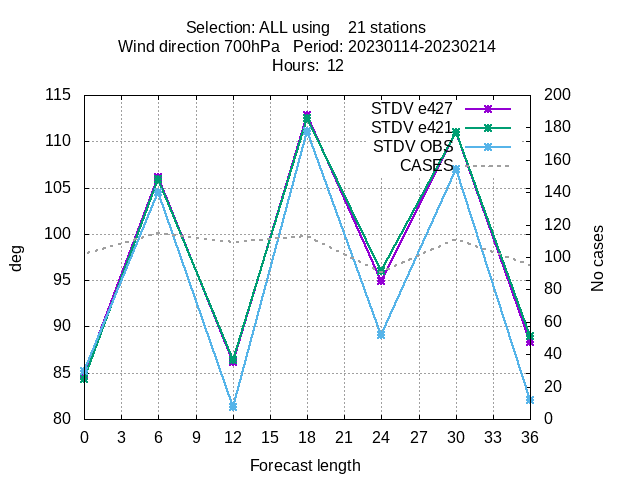 Selection: ALL using    21 stations
Wind direction 700hPa   Period: 20230114-20230214
Hours:  12
STDV e427
STDV e421
STDV OBS
CASES
115
110
105
100
95
90
85
80
200
180
160
140
120
100
80
60
40
20
0
deg
No cases
0 3 6 9 12 15 18 21 24 27 30 33 36
Forecast length